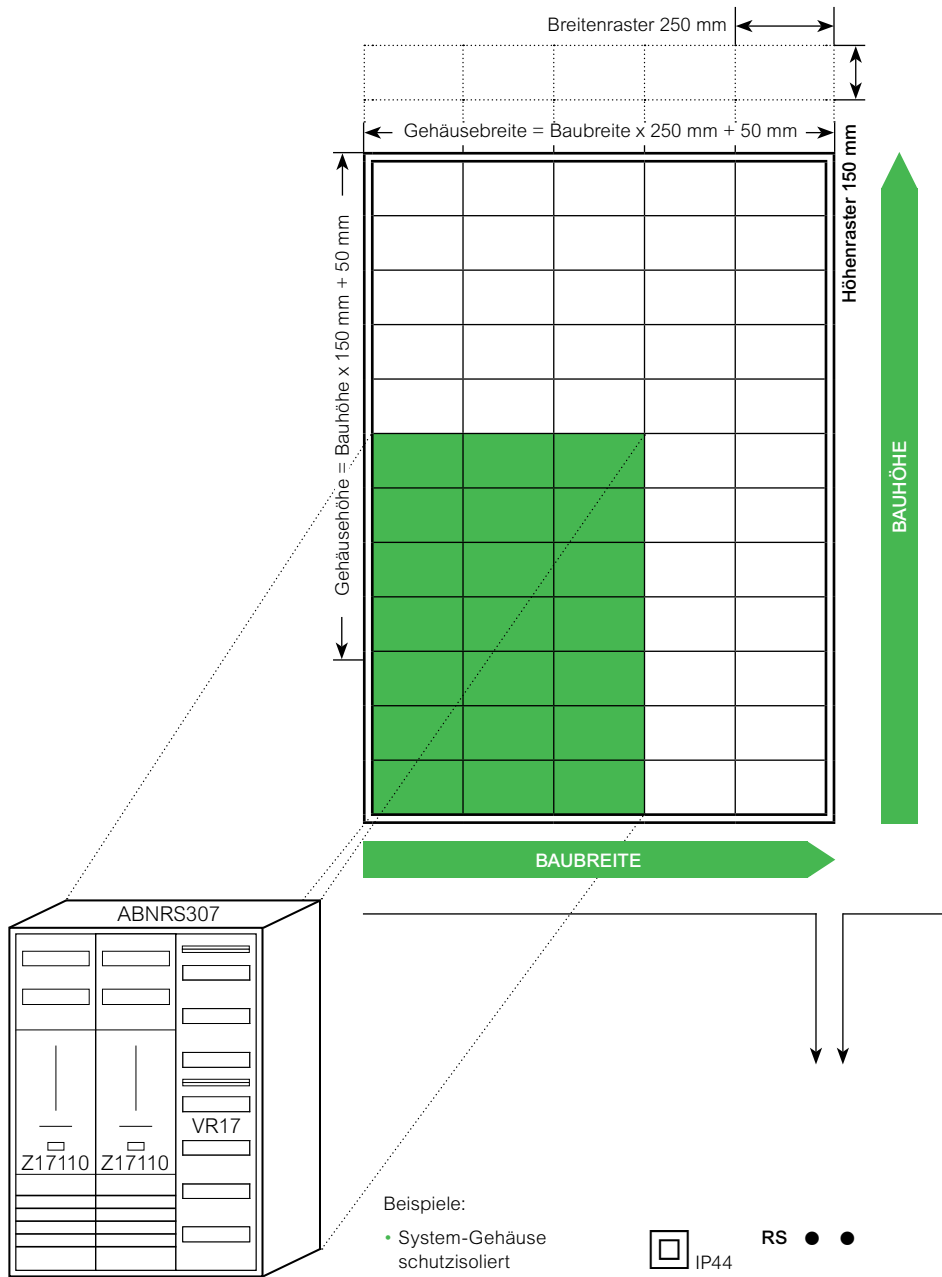 Breitenraster 250 mm
Gehäusebreite = Baubreite x 250 mm + 50 mm
Höhenraster 150 mm
Gehäusehöhe = Bauhöhe x 150 mm + 50 mm
BAUHÖHE
BAUBREITE
ABNRS307
VR17
Z17110 Z17110
Beispiele:
• System-Gehäuse
schutzisoliert
IP44
RS ● ●